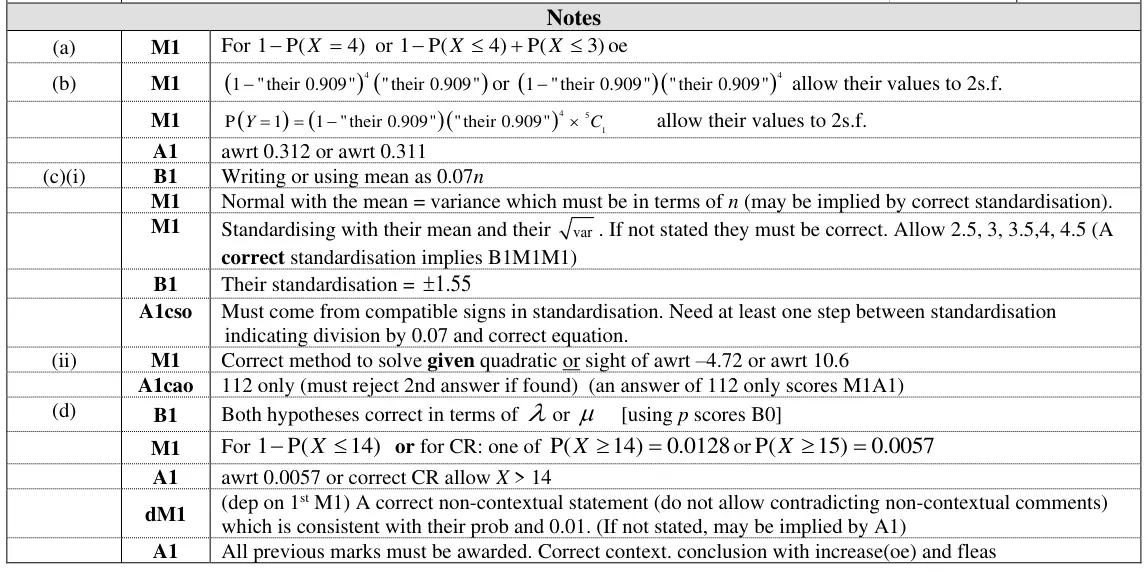 Notes
(a) M1 For 1 − P(X = 4) or 1 − P(X ≤ 4) + P(X ≤ 3) oe
(b) M1 (1 − "their 0.909")⁴ ("their 0.909") or (1 − "their 0.909")("their 0.909")⁴ allow their values to 2s.f.
M1 P(Y = 1) = (1 − "their 0.909")("their 0.909")⁴ × ⁵C₁ allow their values to 2s.f.
A1 awrt 0.312 or awrt 0.311
(c)(i) B1 Writing or using mean as 0.07n
M1 Normal with the mean = variance which must be in terms of n (may be implied by correct standardisation).
M1 Standardising with their mean and their √var . If not stated they must be correct. Allow 2.5, 3, 3.5,4, 4.5 (A
correct standardisation implies B1M1M1)
B1 Their standardisation = ±1.55
A1cso Must come from compatible signs in standardisation. Need at least one step between standardisation
indicating division by 0.07 and correct equation.
(ii) M1 Correct method to solve given quadratic or sight of awrt –4.72 or awrt 10.6
A1cao 112 only (must reject 2nd answer if found) (an answer of 112 only scores M1A1)
(d) B1 Both hypotheses correct in terms of λ or μ [using p scores B0]
M1 For 1 − P(X ≤ 14) or for CR: one of P(X ≥ 14) = 0.0128 or P(X ≥ 15) = 0.0057
A1 awrt 0.0057 or correct CR allow X > 14
dM1 (dep on 1st M1) A correct non-contextual statement (do not allow contradicting non-contextual comments)
which is consistent with their prob and 0.01. (If not stated, may be implied by A1)
A1 All previous marks must be awarded. Correct context. conclusion with increase(oe) and fleas